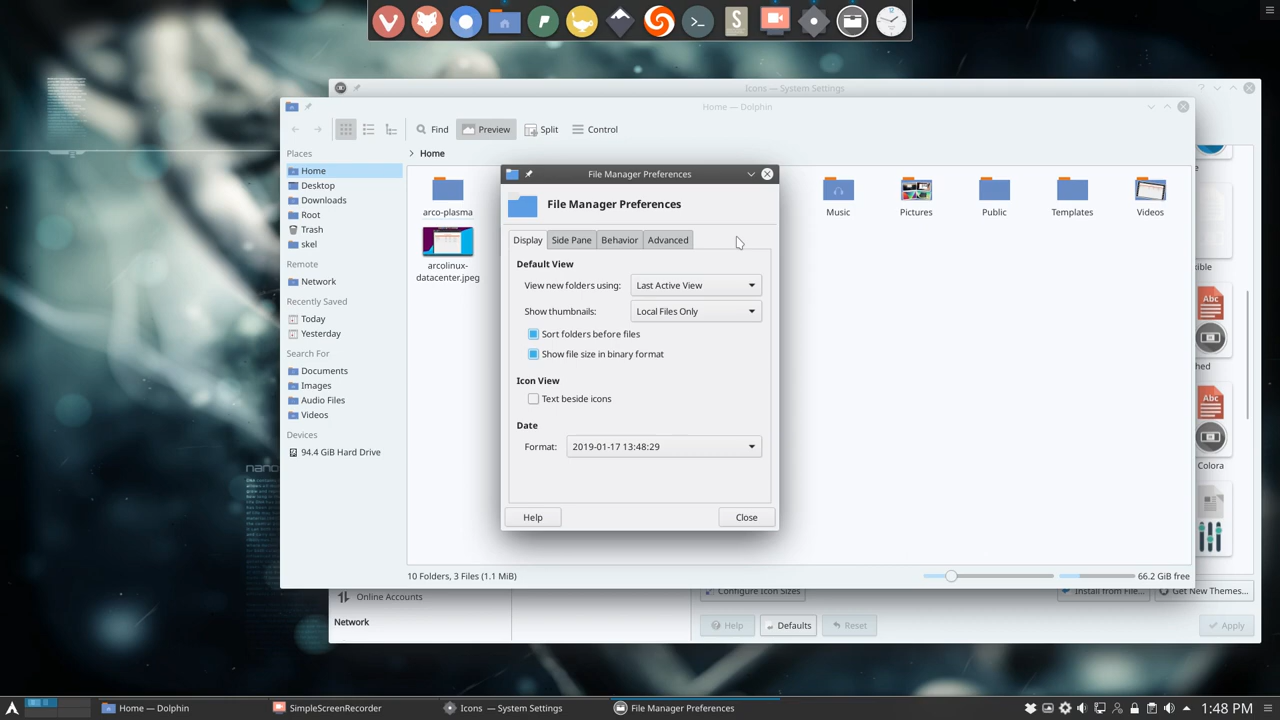 Icons — System Settings
Home — Dolphin
Find
Preview
Split
Control
Places
Home
Desktop
Downloads
Root
Trash
skel
Remote
Network
Recently Saved
Today
Yesterday
Search For
Documents
Images
Audio Files
Videos
Devices
94.4 GiB Hard Drive
Home
arco-plasma
Music
Pictures
Public
Templates
Videos
arcolinux-
datacenter.jpeg
File Manager Preferences
File Manager Preferences
Display
Side Pane
Behavior
Advanced
Default View
View new folders using:
Last Active View
Show thumbnails:
Local Files Only
Sort folders before files
Show file size in binary format
Icon View
Text beside icons
Date
Format:
2019-01-17 13:48:29
Help
Close
10 Folders, 3 Files (1.1 MiB)
66.2 GiB free
xible
Abc
hed
Abc
Colora
Online Accounts
Network
Configure Icon Sizes
Install from File...
Get New Themes...
Help
Defaults
Reset
Apply
Home — Dolphin
SimpleScreenRecorder
Icons — System Settings
File Manager Preferences
1:48 PM